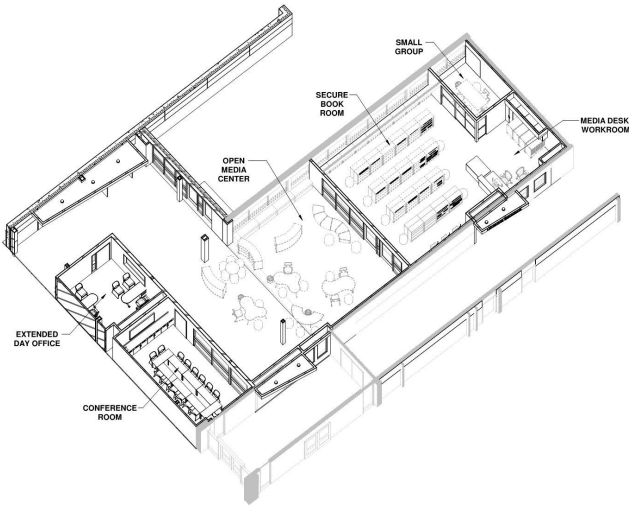 SMALL
GROUP
SECURE
BOOK
ROOM
MEDIA DESK
WORKROOM
OPEN
MEDIA
CENTER
EXTENDED
DAY OFFICE
CONFERENCE
ROOM